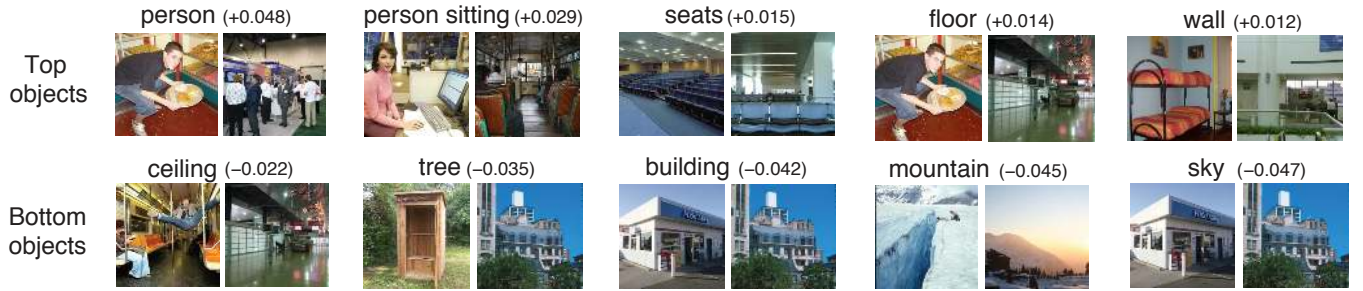 person (+0.048) person sitting (+0.029) seats (+0.015) floor (+0.014) wall (+0.012)
Top
objects
ceiling (−0.022) tree (−0.035) building (−0.042) mountain (−0.045) sky (−0.047)
Bottom
objects